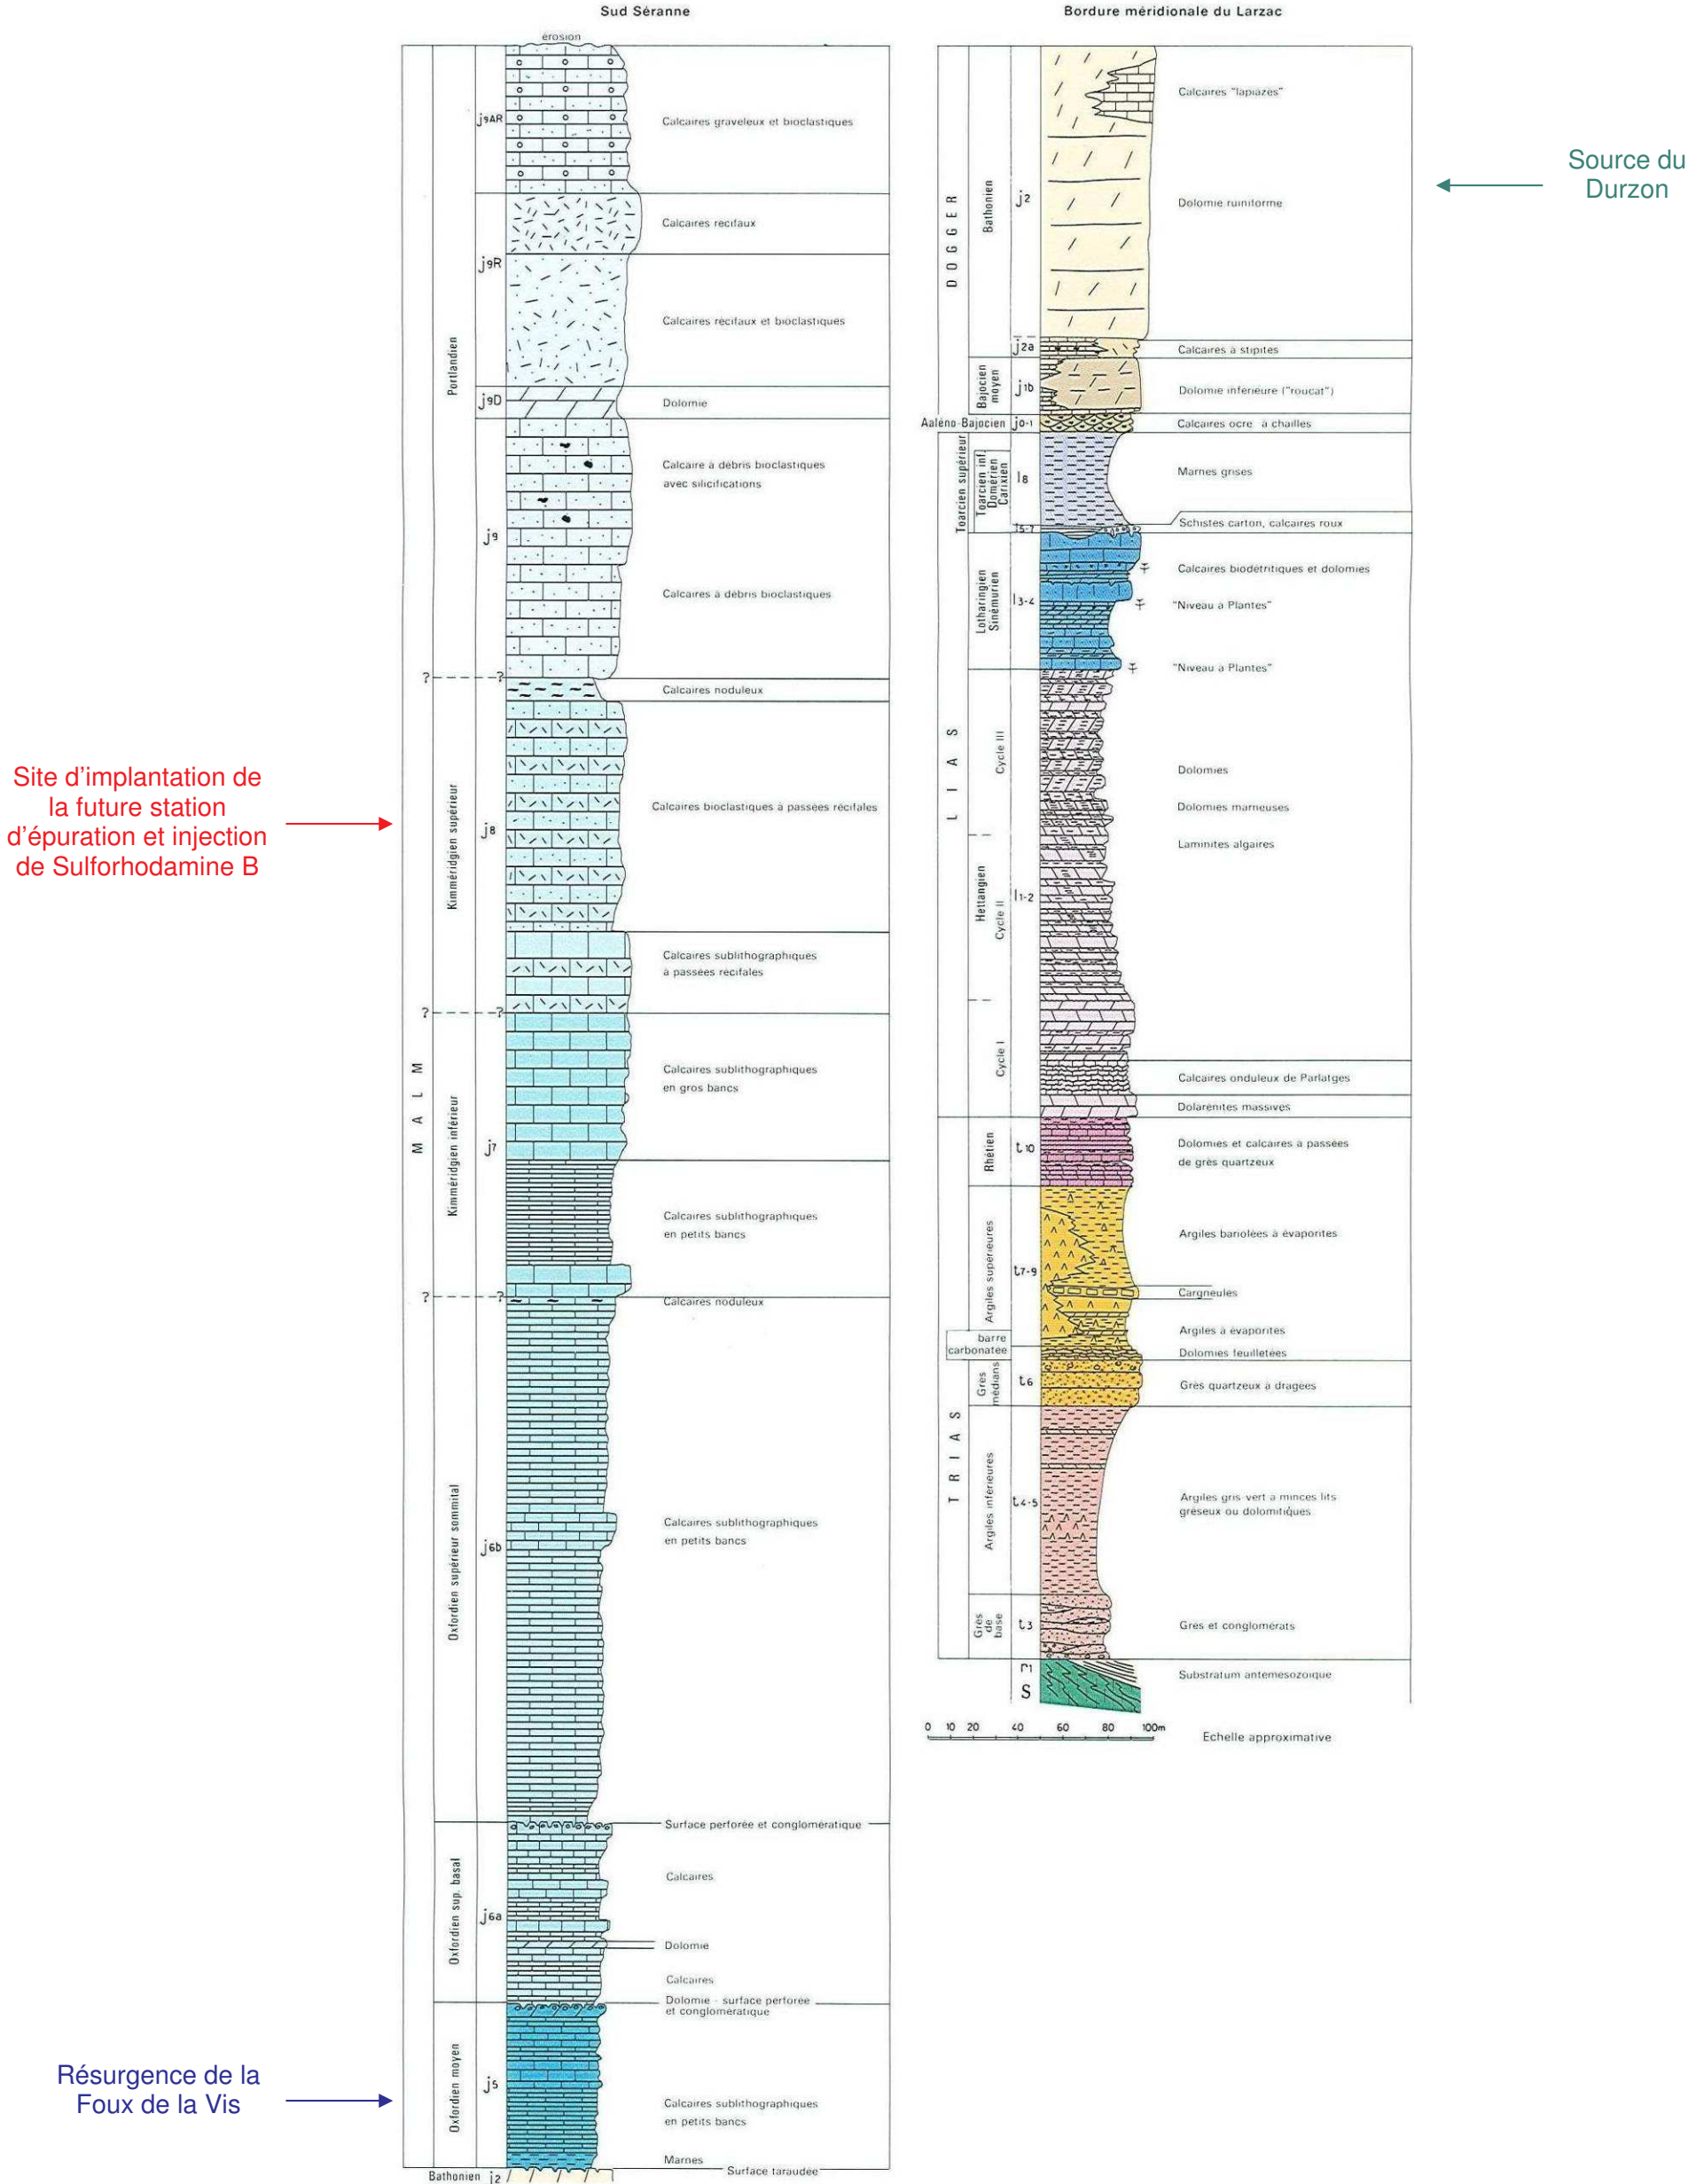 Sud Séranne
érosion
j9AR
Calcaires graveleux et bioclastiques
Calcaires récifaux
j9R
Calcaires récifaux et bioclastiques
Portlandien
j9D
Dolomie
Calcaire à débris bioclastiques
avec silicifications
j9
Calcaires à débris bioclastiques
? ?
Calcaires noduleux
Site d'implantation de
la future station
d'épuration et injection
de Sulforhodamine B
Kimméridgien supérieur
j8
Calcaires bioclastiques à passées récifales
Calcaires sublithographiques
à passées récifales
? ?
MALM
Kimméridgien inférieur
j7
Calcaires sublithographiques
en gros bancs
Calcaires sublithographiques
en petits bancs
? ?
Calcaires noduleux
Oxfordien supérieur sommital
j6b
Calcaires sublithographiques
en petits bancs
Surface perforée et conglomératique
Oxfordien sup. basal
j6a
Calcaires
Dolomie
Calcaires
Dolomie - surface perforée
et conglomératique
Résurgence de la
Foux de la Vis
Oxfordien moyen
j5
Calcaires sublithographiques
en petits bancs
Marnes
Surface taraudée
Bathonien j2
Bordure méridionale du Larzac
Calcaires "lapiazés"
Source du
Durzon
DOGGER
Bathonien
j2
Dolomie ruiniforme
j2a
Calcaires à stipites
Bajocien
moyen
j1b
Dolomie inférieure ("roucat")
Aaléno-Bajocien j0-1
Calcaires ocre à chailles
Toarcien supérieur
Toarcien inf.
Domérien
Carixien
l8
Marnes grises
l5-7
Schistes carton, calcaires roux
Lotharingien
Sinémurien
l3-4
Calcaires biodétritiques et dolomies
"Niveau à Plantes"
"Niveau à Plantes"
LIAS
Cycle III
Dolomies
Dolomies marneuses
Laminites algaires
Hettangien
Cycle II
l1-2
Cycle I
Calcaires onduleux de Parlatges
Dolarénites massives
Rhétien
t10
Dolomies et calcaires à passées
de grès quartzeux
Argiles supérieures
t7-9
Argiles bariolées à évaporites
Cargneules
Argiles à évaporites
barre
carbonatée
Dolomies feuilletées
Grès
médians
t6
Grès quartzeux à dragées
TRIAS
Argiles inférieures
t4-5
Argiles gris-vert à minces lits
gréseux ou dolomitiques
Grès
de
base
t3
Grès et conglomérats
r1
Substratum antémésozoïque
S
0 10 20 40 60 80 100m
Echelle approximative